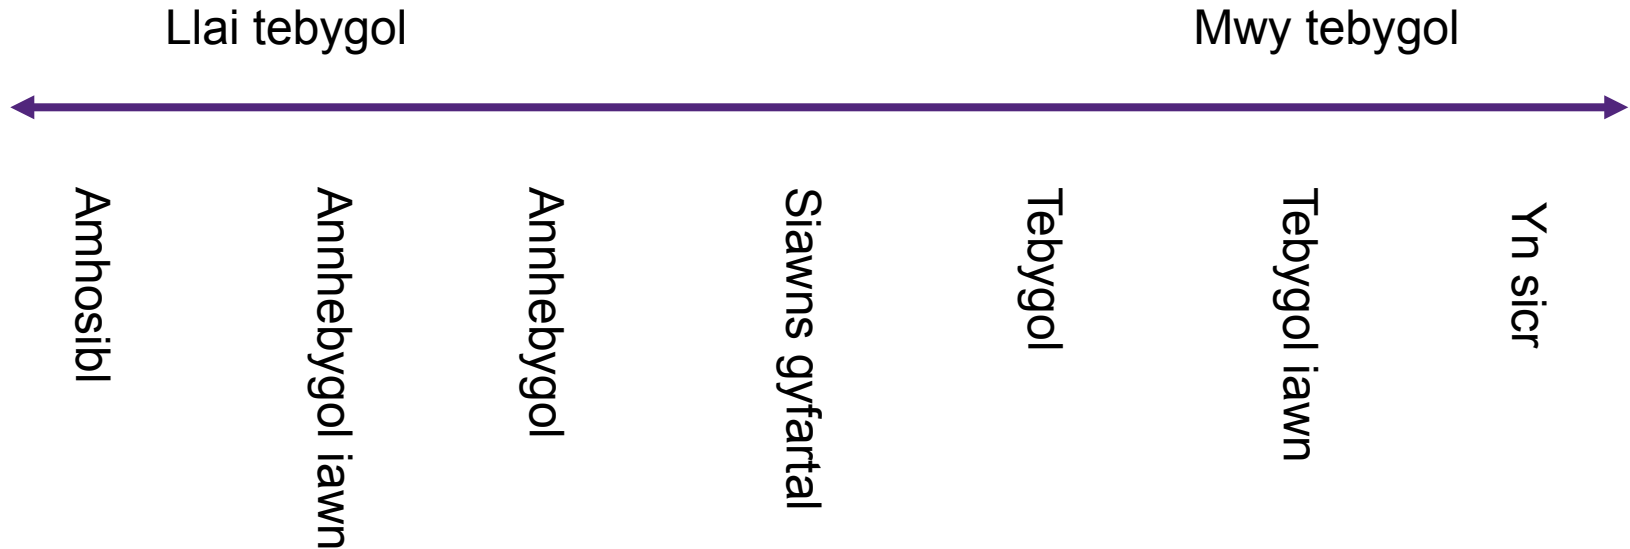 Llai tebygol
Mwy tebygol
Amhosibl
Annhebygol iawn
Annhebygol
Siawns gyfartal
Tebygol
Tebygol iawn
Yn sicr